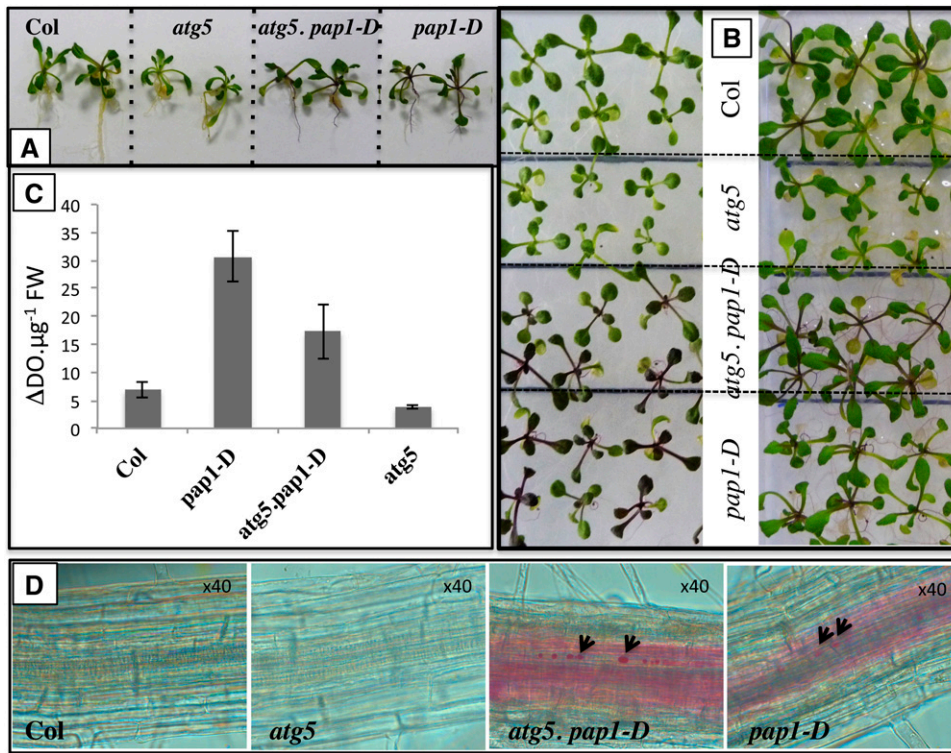 Col atg5 atg5. pap1-D pap1-D
A
B
Col
atg5
atg5. pap1-D
pap1-D
C
ΔDO.µg⁻¹ FW
40
35
30
25
20
15
10
5
0
Col
pap1-D
atg5.pap1-D
atg5
D
x40 x40 x40 x40
Col atg5 atg5. pap1-D pap1-D